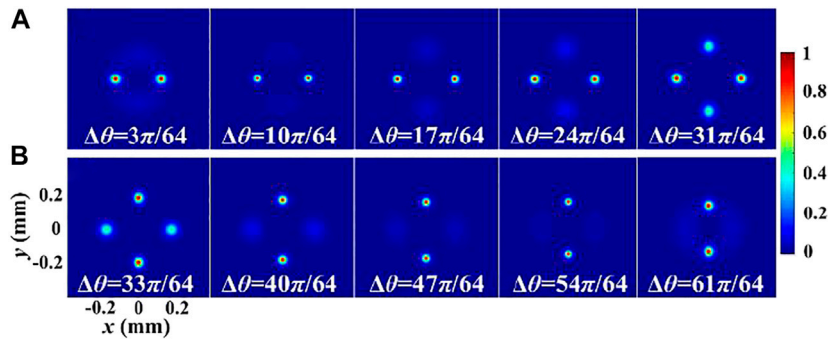 A
Δθ=3π/64 Δθ=10π/64 Δθ=17π/64 Δθ=24π/64 Δθ=31π/64
B
Δθ=33π/64 Δθ=40π/64 Δθ=47π/64 Δθ=54π/64 Δθ=61π/64
0.2
0
-0.2
y (mm)
-0.2 0 0.2
x (mm)
1
0.8
0.6
0.4
0.2
0